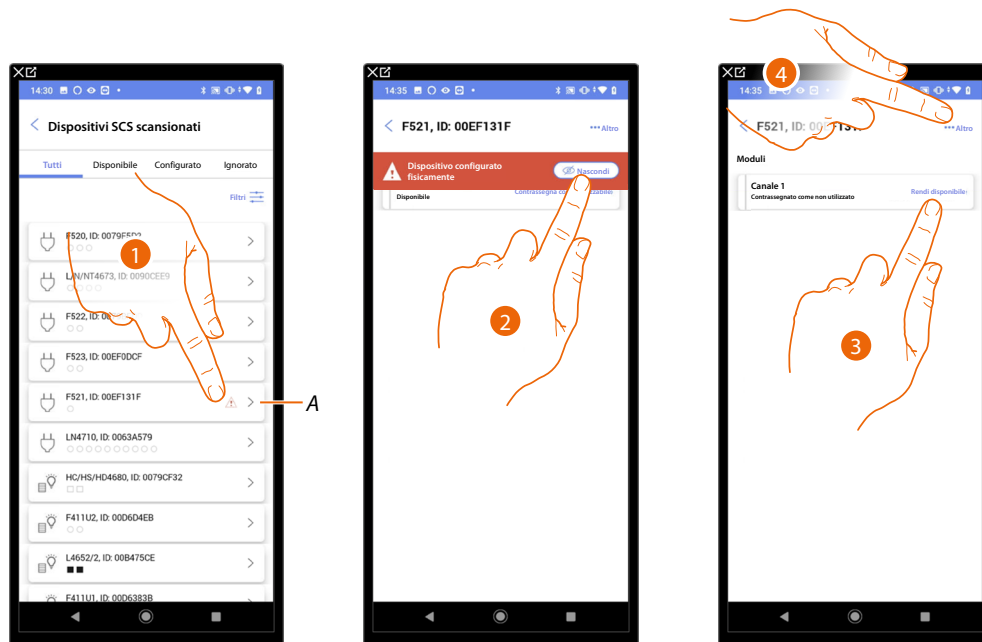 14:30
Dispositivi SCS scansionati
Tutti Disponibile Configurato Ignorato
Filtri
F520, ID: 0079F5D2
L/N/NT4673, ID: 0090CEE9
F522, ID: 00
F523, ID: 00EF0DCF
F521, ID: 00EF131F
LN4710, ID: 0063A579
HC/HS/HD4680, ID: 0079CF32
F411U2, ID: 00D6D4EB
L4652/2, ID: 00B475CE
F411U1, ID: 00D6383B
1
A
14:35
F521, ID: 00EF131F
Altro
Dispositivo configurato
fisicamente
Nascondi
Contrassegna
Disponibile
2
4
14:35
F521, ID:
Altro
Moduli
Canale 1
Contrassegnato come non utilizzato
Rendi disponibile
3